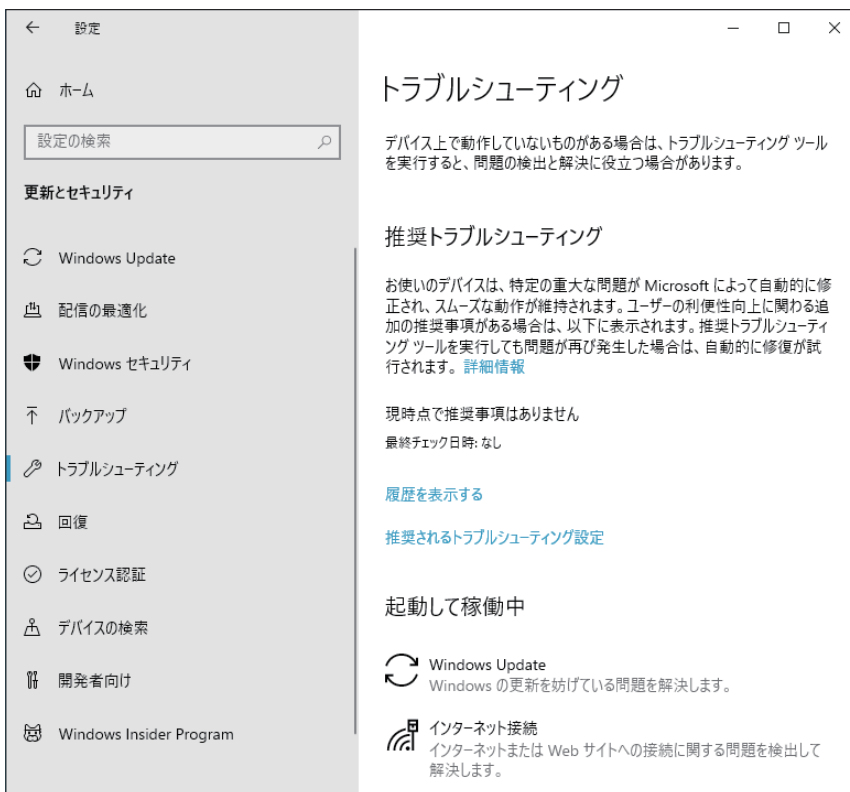 設定
ホーム
設定の検索
更新とセキュリティ
Windows Update
配信の最適化
Windows セキュリティ
バックアップ
トラブルシューティング
回復
ライセンス認証
デバイスの検索
開発者向け
Windows Insider Program
トラブルシューティング
デバイス上で動作していないものがある場合は、トラブルシューティング ツール
を実行すると、問題の検出と解決に役立つ場合があります。
推奨トラブルシューティング
お使いのデバイスは、特定の重大な問題が Microsoft によって自動的に修
正され、スムーズな動作が維持されます。ユーザーの利便性向上に関わる追
加の推奨事項がある場合は、以下に表示されます。推奨トラブルシューティ
ング ツールを実行しても問題が再び発生した場合は、自動的に修復が試
行されます。 詳細情報
現時点で推奨事項はありません
最終チェック日時: なし
履歴を表示する
推奨されるトラブルシューティング設定
起動して稼働中
Windows Update
Windows の更新を妨げている問題を解決します。
インターネット接続
インターネットまたは Web サイトへの接続に関する問題を検出して
解決します。